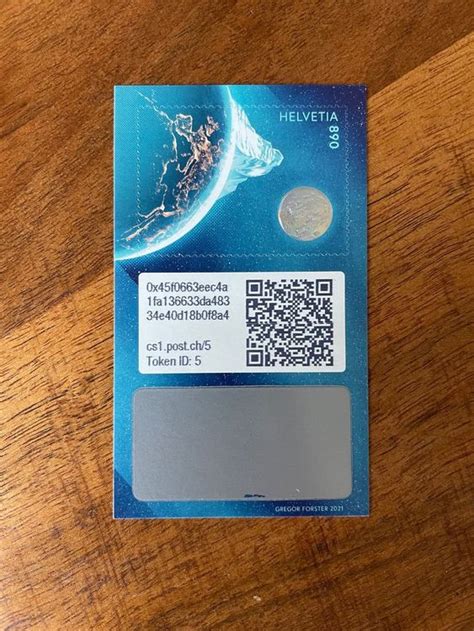 HELVETIA
890
0x45f0663eec4a
1fa136633da483
34e40d18b0f8a4
cs1.post.ch/5
Token ID: 5
GREGOR FORSTER 2021